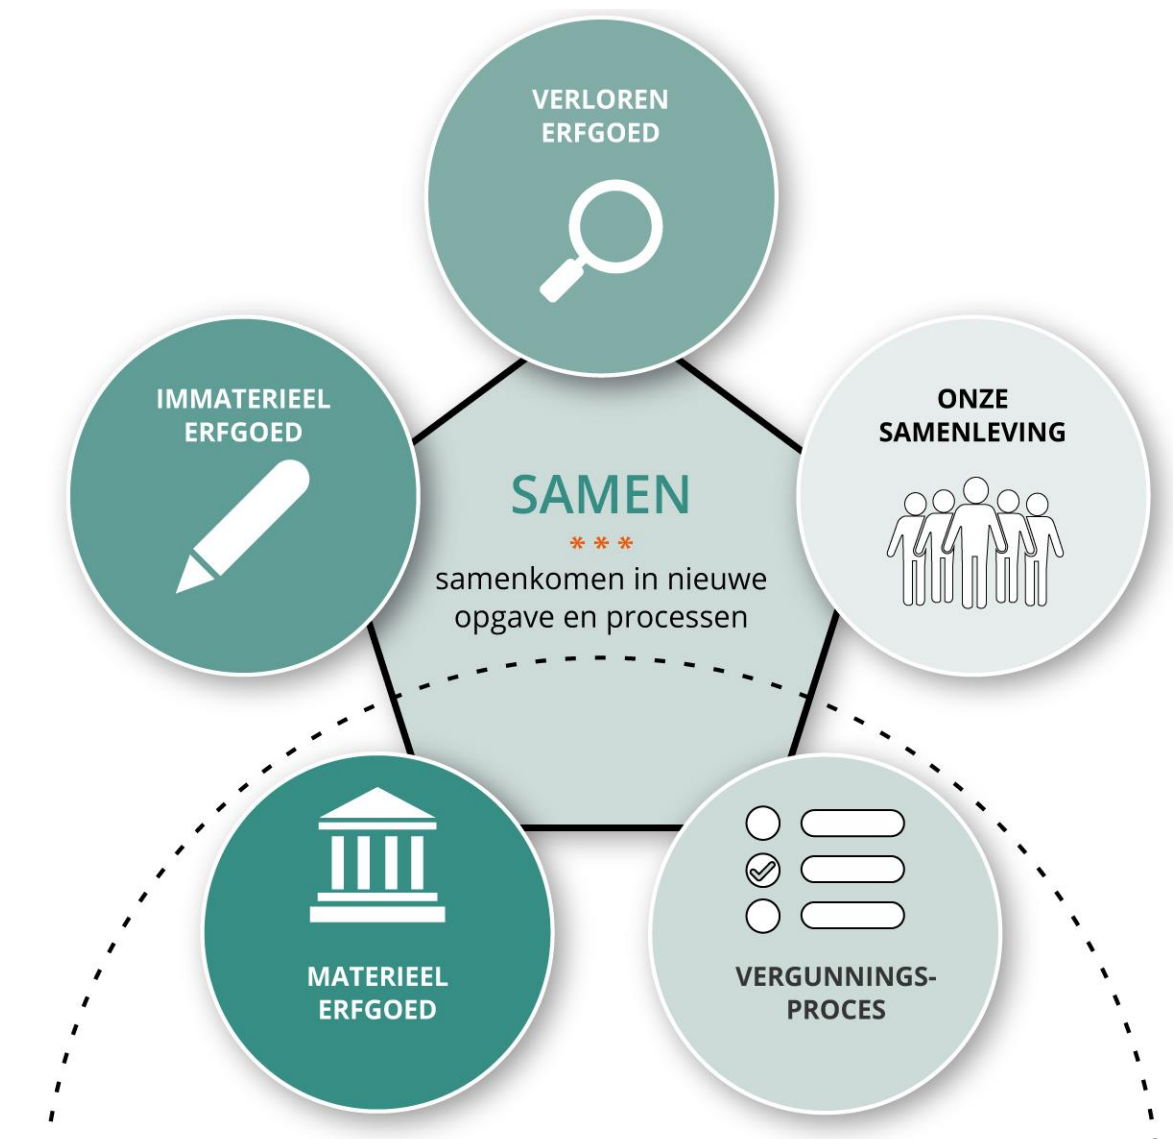 VERLOREN
ERFGOED
IMMATERIEEL
ERFGOED
ONZE
SAMENLEVING
SAMEN
* * *
samenkomen in nieuwe
opgave en processen
MATERIEEL
ERFGOED
VERGUNNINGS-
PROCES